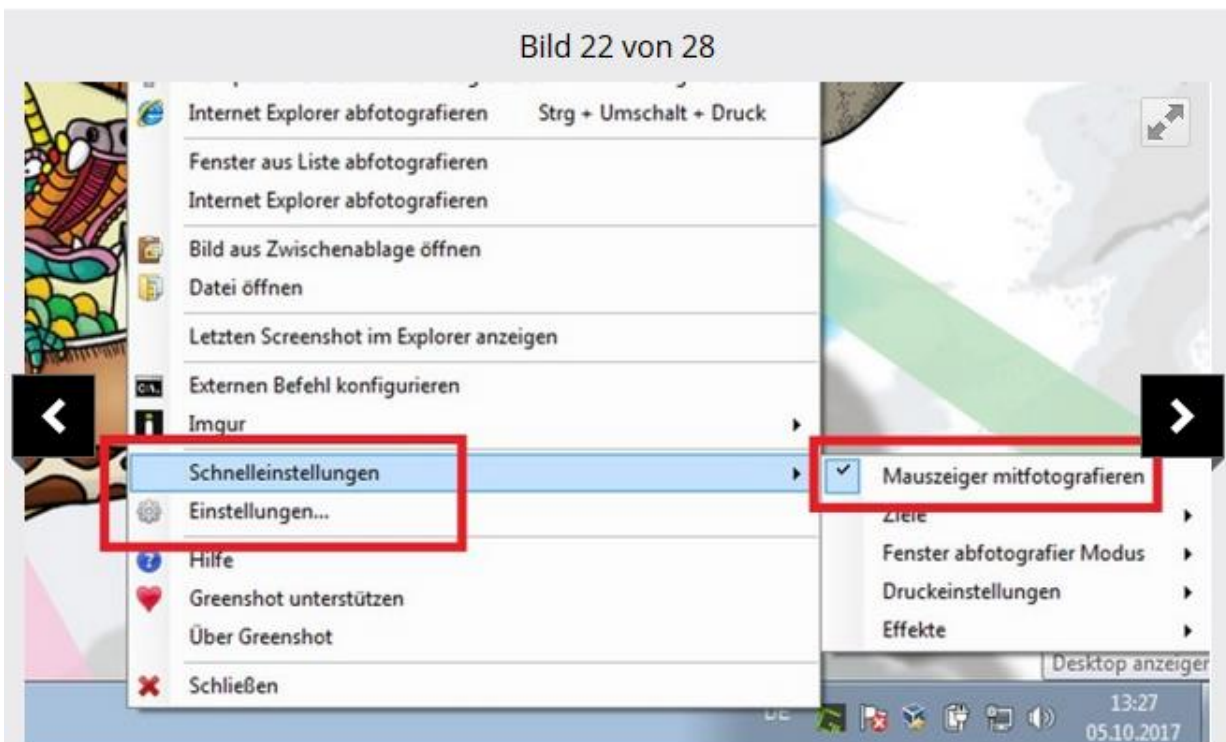 Bild 22 von 28
Internet Explorer abfotografieren Strg + Umschalt + Druck
Fenster aus Liste abfotografieren
Internet Explorer abfotografieren
Bild aus Zwischenablage öffnen
Datei öffnen
Letzten Screenshot im Explorer anzeigen
Externen Befehl konfigurieren
Imgur
Schnelleinstellungen
Einstellungen...
Hilfe
Greenshot unterstützen
Über Greenshot
Schließen
Mauszeiger mitfotografieren
Ziele
Fenster abfotografier Modus
Druckeinstellungen
Effekte
Desktop anzeigen
DE
13:27
05.10.2017